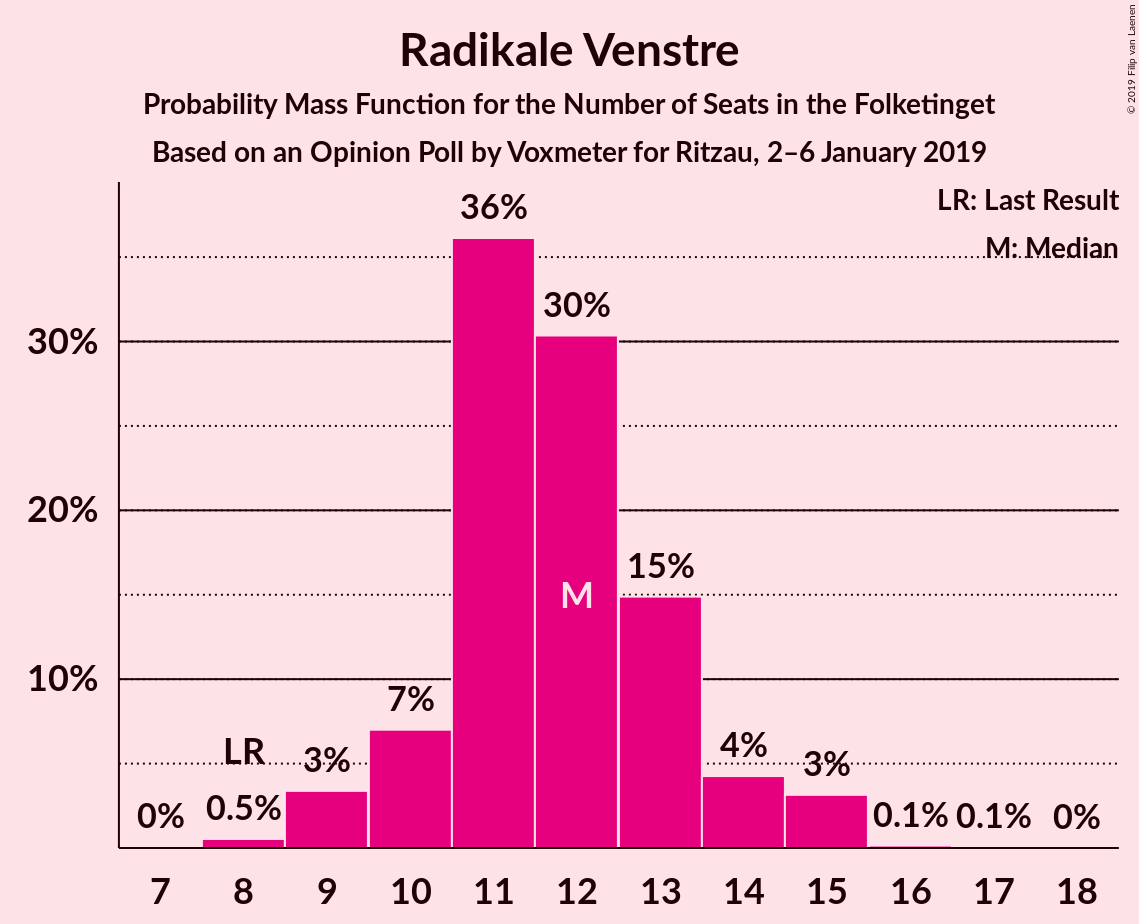 Radikale Venstre
Probability Mass Function for the Number of Seats in the Folketinget
Based on an Opinion Poll by Voxmeter for Ritzau, 2–6 January 2019
© 2019 Filip van Laenen
LR: Last Result
M: Median
36%
30%
30%
20%
15%
M
10%
7%
LR
4%
3%
3%
0%
0.5%
0.1%
0.1%
0%
7 8 9 10 11 12 13 14 15 16 17 18